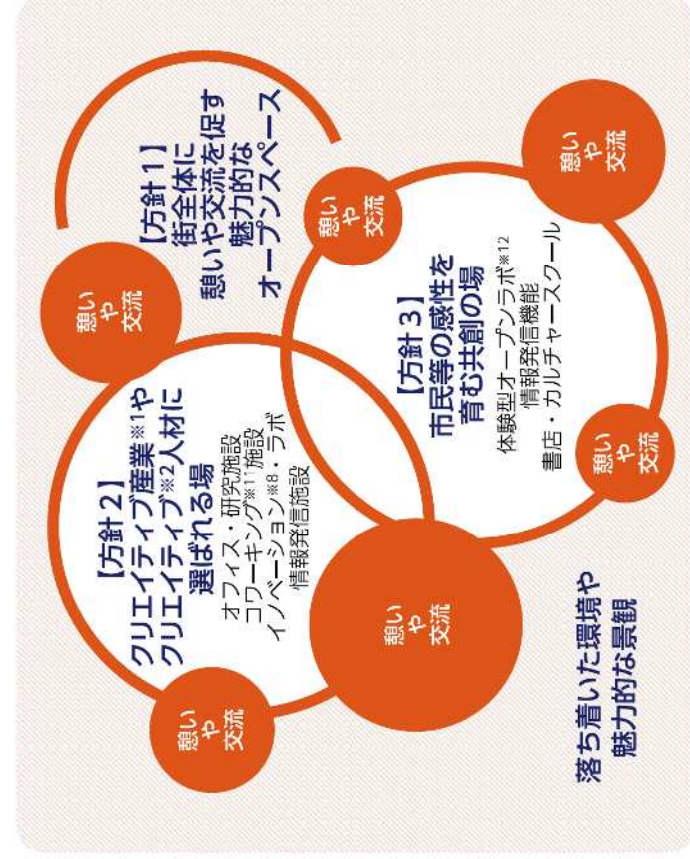 【方針1】
街全体に
憩いや交流を促す
魅力的な
オープンスペース
【方針2】
クリエイティブ産業※1や
クリエイティブ※2人材に
選ばれる場
オフィス・研究施設
コワーキング※11施設
イノベーション※8・ラボ
情報発信施設
【方針3】
市民等の感性を
育む共創の場
体験型オープンラボ※12
情報発信機能
書店・カルチャースクール
憩い
や
交流
憩い
や
交流
憩い
や
交流
憩い
や
交流
憩い
や
交流
憩い
や
交流
落ち着いた環境や
魅力的な景観